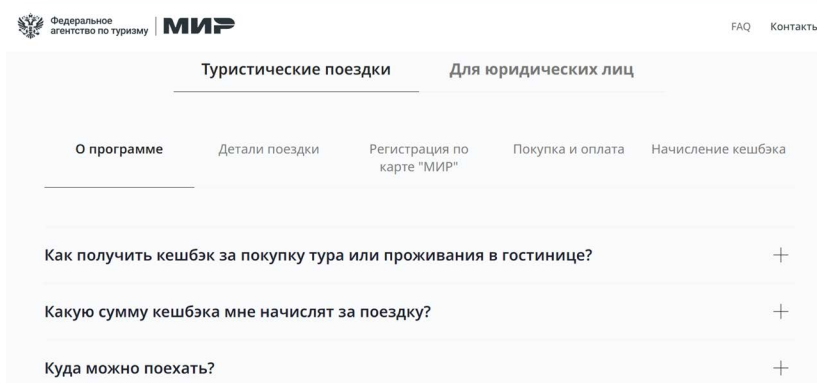 Федеральное
агентство по туризму
МИР
FAQ Контакты
Туристические поездки Для юридических лиц
О программе Детали поездки Регистрация по карте "МИР" Покупка и оплата Начисление кешбэка
Как получить кешбэк за покупку тура или проживания в гостинице?
Какую сумму кешбэка мне начислят за поездку?
Куда можно поехать?